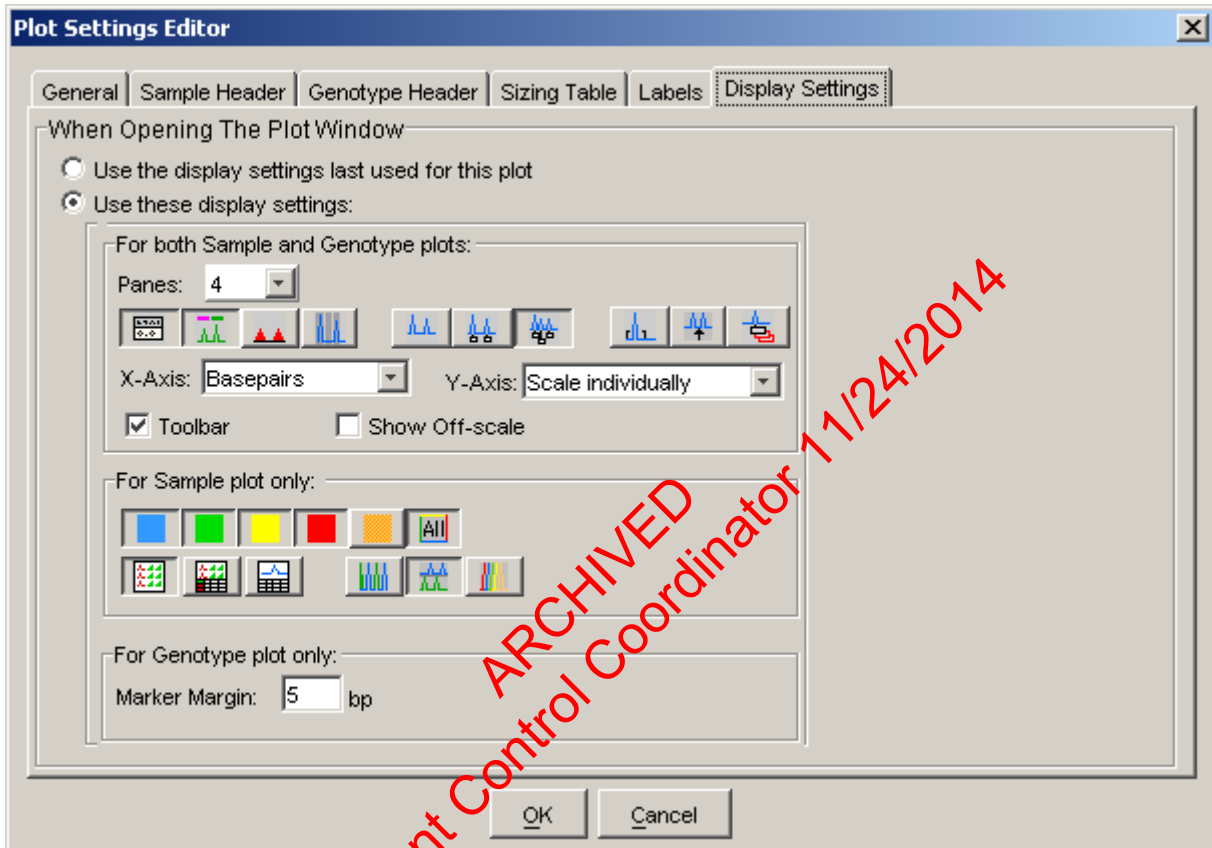 Plot Settings Editor
General Sample Header Genotype Header Sizing Table Labels Display Settings
When Opening The Plot Window
Use the display settings last used for this plot
Use these display settings:
For both Sample and Genotype plots:
Panes: 4
X-Axis: Basepairs Y-Axis: Scale individually
Toolbar Show Off-scale
For Sample plot only:
All
For Genotype plot only:
Marker Margin: 5 bp
OK Cancel
ARCHIVED
nt Control Coordinator 11/24/2014